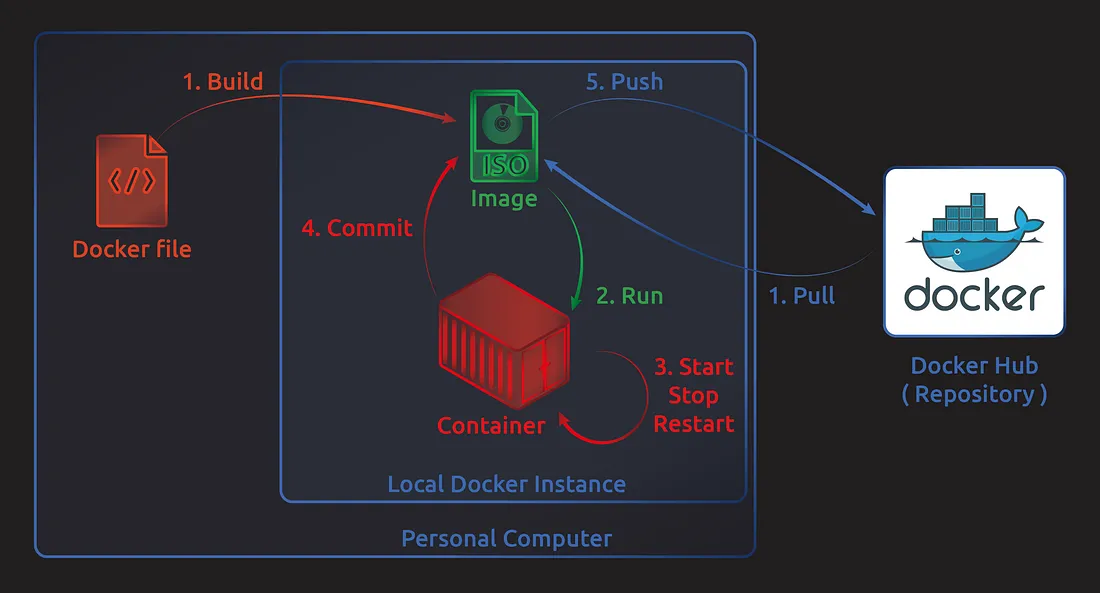 1. Build
5. Push
</>
ISO
Image
Docker file
4. Commit
2. Run
1. Pull
docker
3. Start
Stop
Restart
Container
Docker Hub
( Repository )
Local Docker Instance
Personal Computer